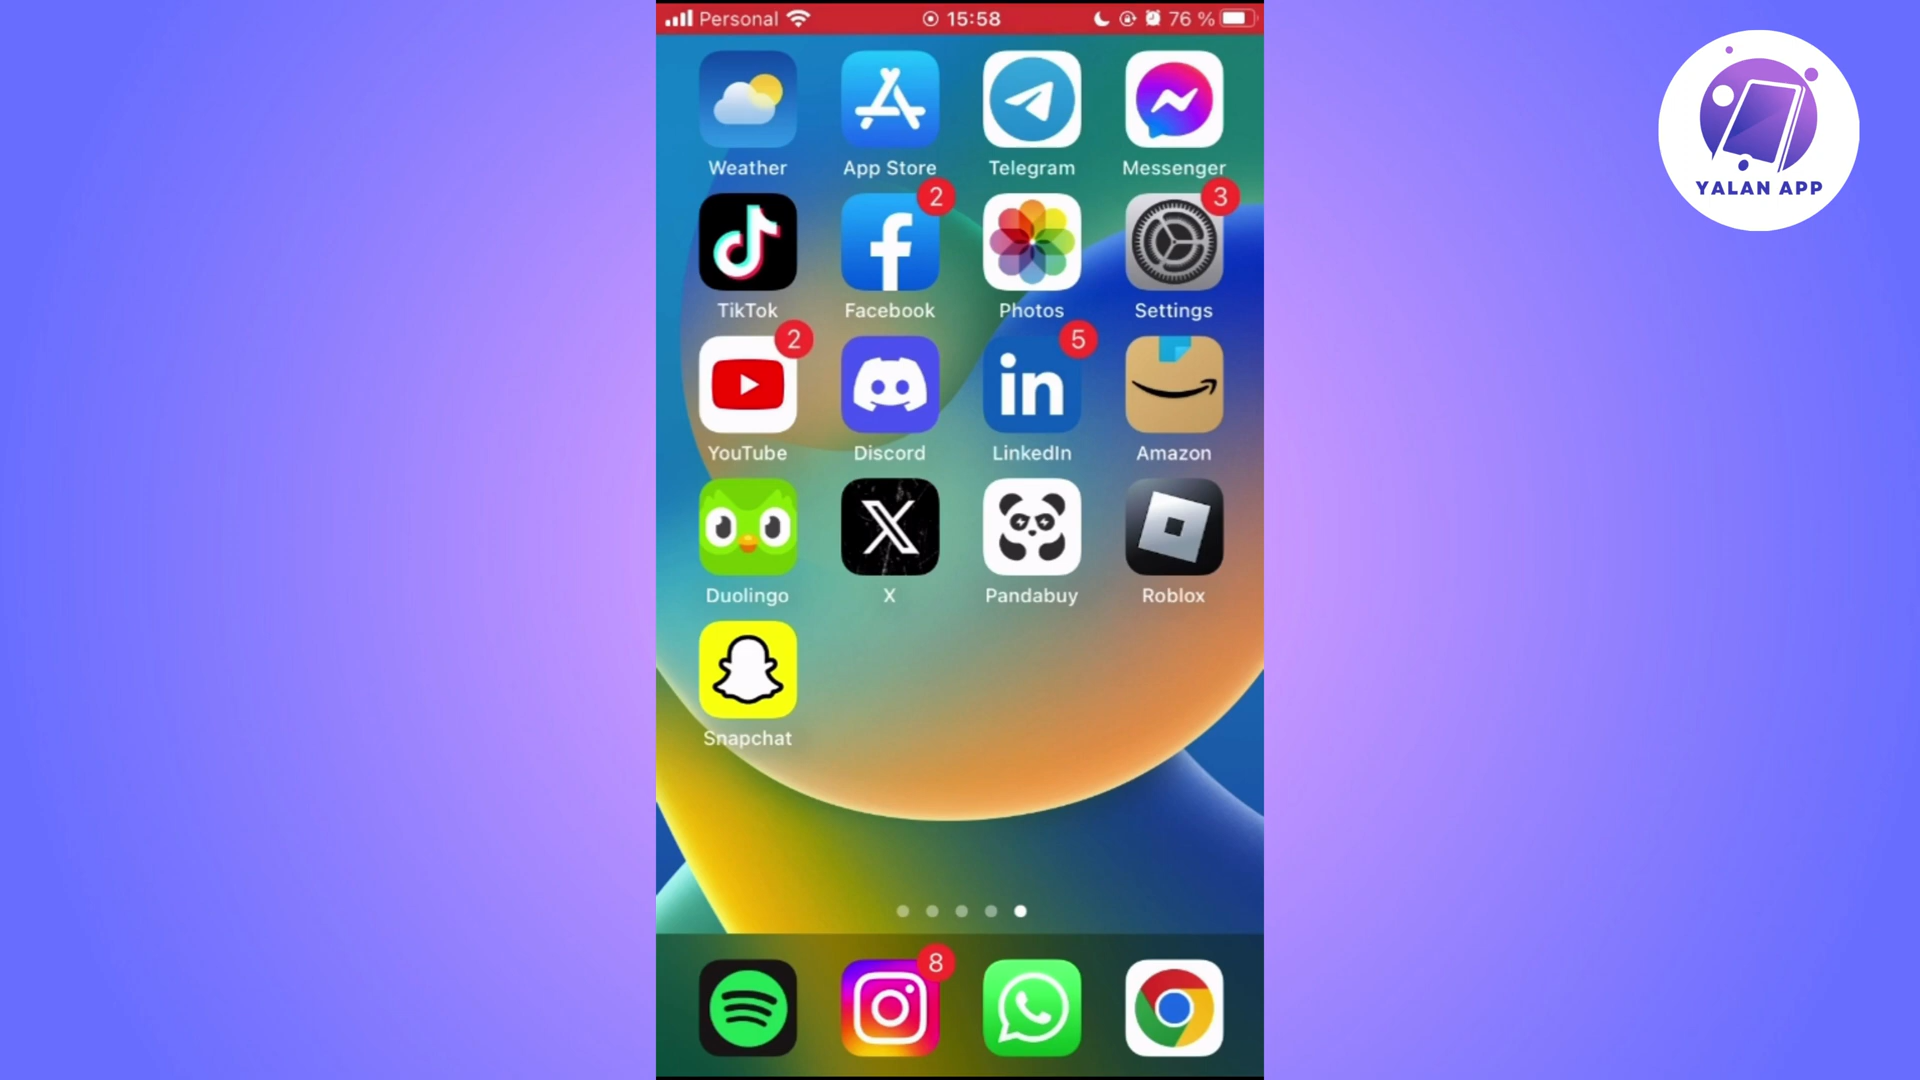 Personal 15:58 76 %
YALAN APP
Weather App Store Telegram Messenger
2 3
TikTok Facebook Photos Settings
2 5
in
YouTube Discord LinkedIn Amazon
Duolingo X Pandabuy Roblox
Snapchat
8